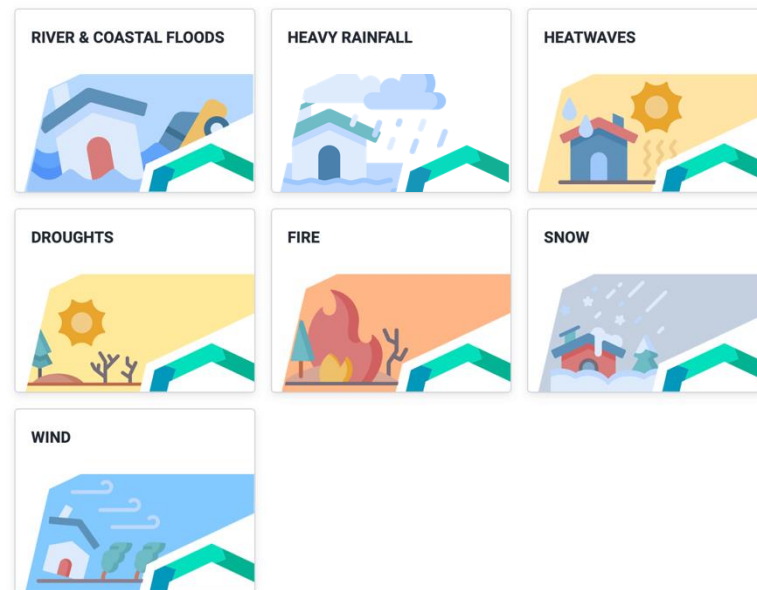 RIVER & COASTAL FLOODS
HEAVY RAINFALL
HEATWAVES
DROUGHTS
FIRE
SNOW
WIND